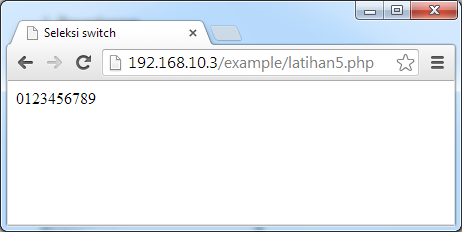 Seleksi switch
192.168.10.3/example/latihan5.php
0123456789